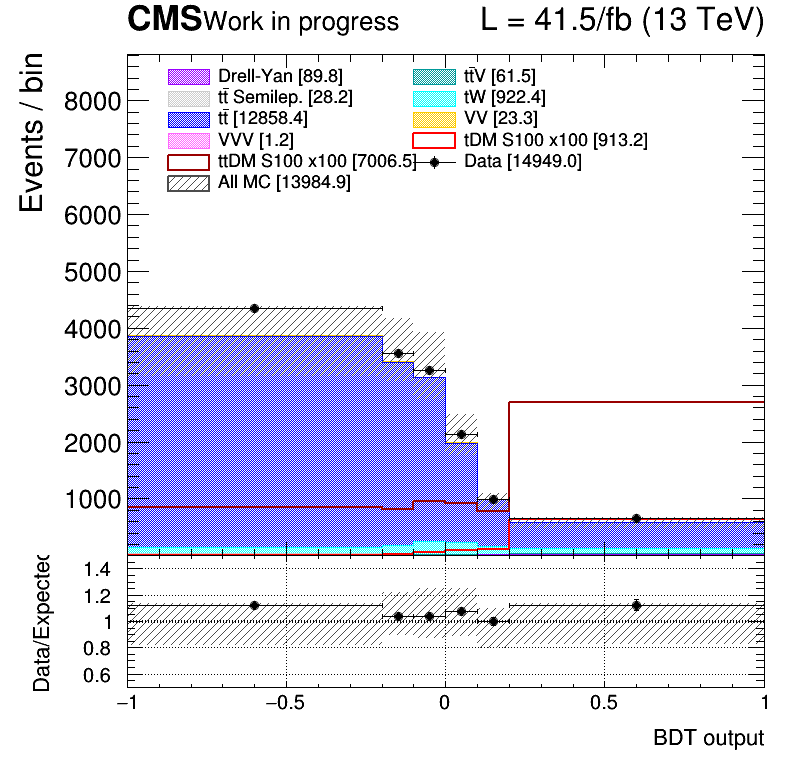 CMS Work in progress L = 41.5/fb (13 TeV)
Events / bin
Drell-Yan [89.8] tt̄V [61.5]
tt̄ Semilep. [28.2] tW [922.4]
tt̄ [12858.4] VV [23.3]
VVV [1.2] tDM S100 x100 [913.2]
ttDM S100 x100 [7006.5] Data [14949.0]
All MC [13984.9]
8000
7000
6000
5000
4000
3000
2000
1000
Data/Expected
1.4
1.2
1
0.8
0.6
−1 −0.5 0 0.5 1
BDT output